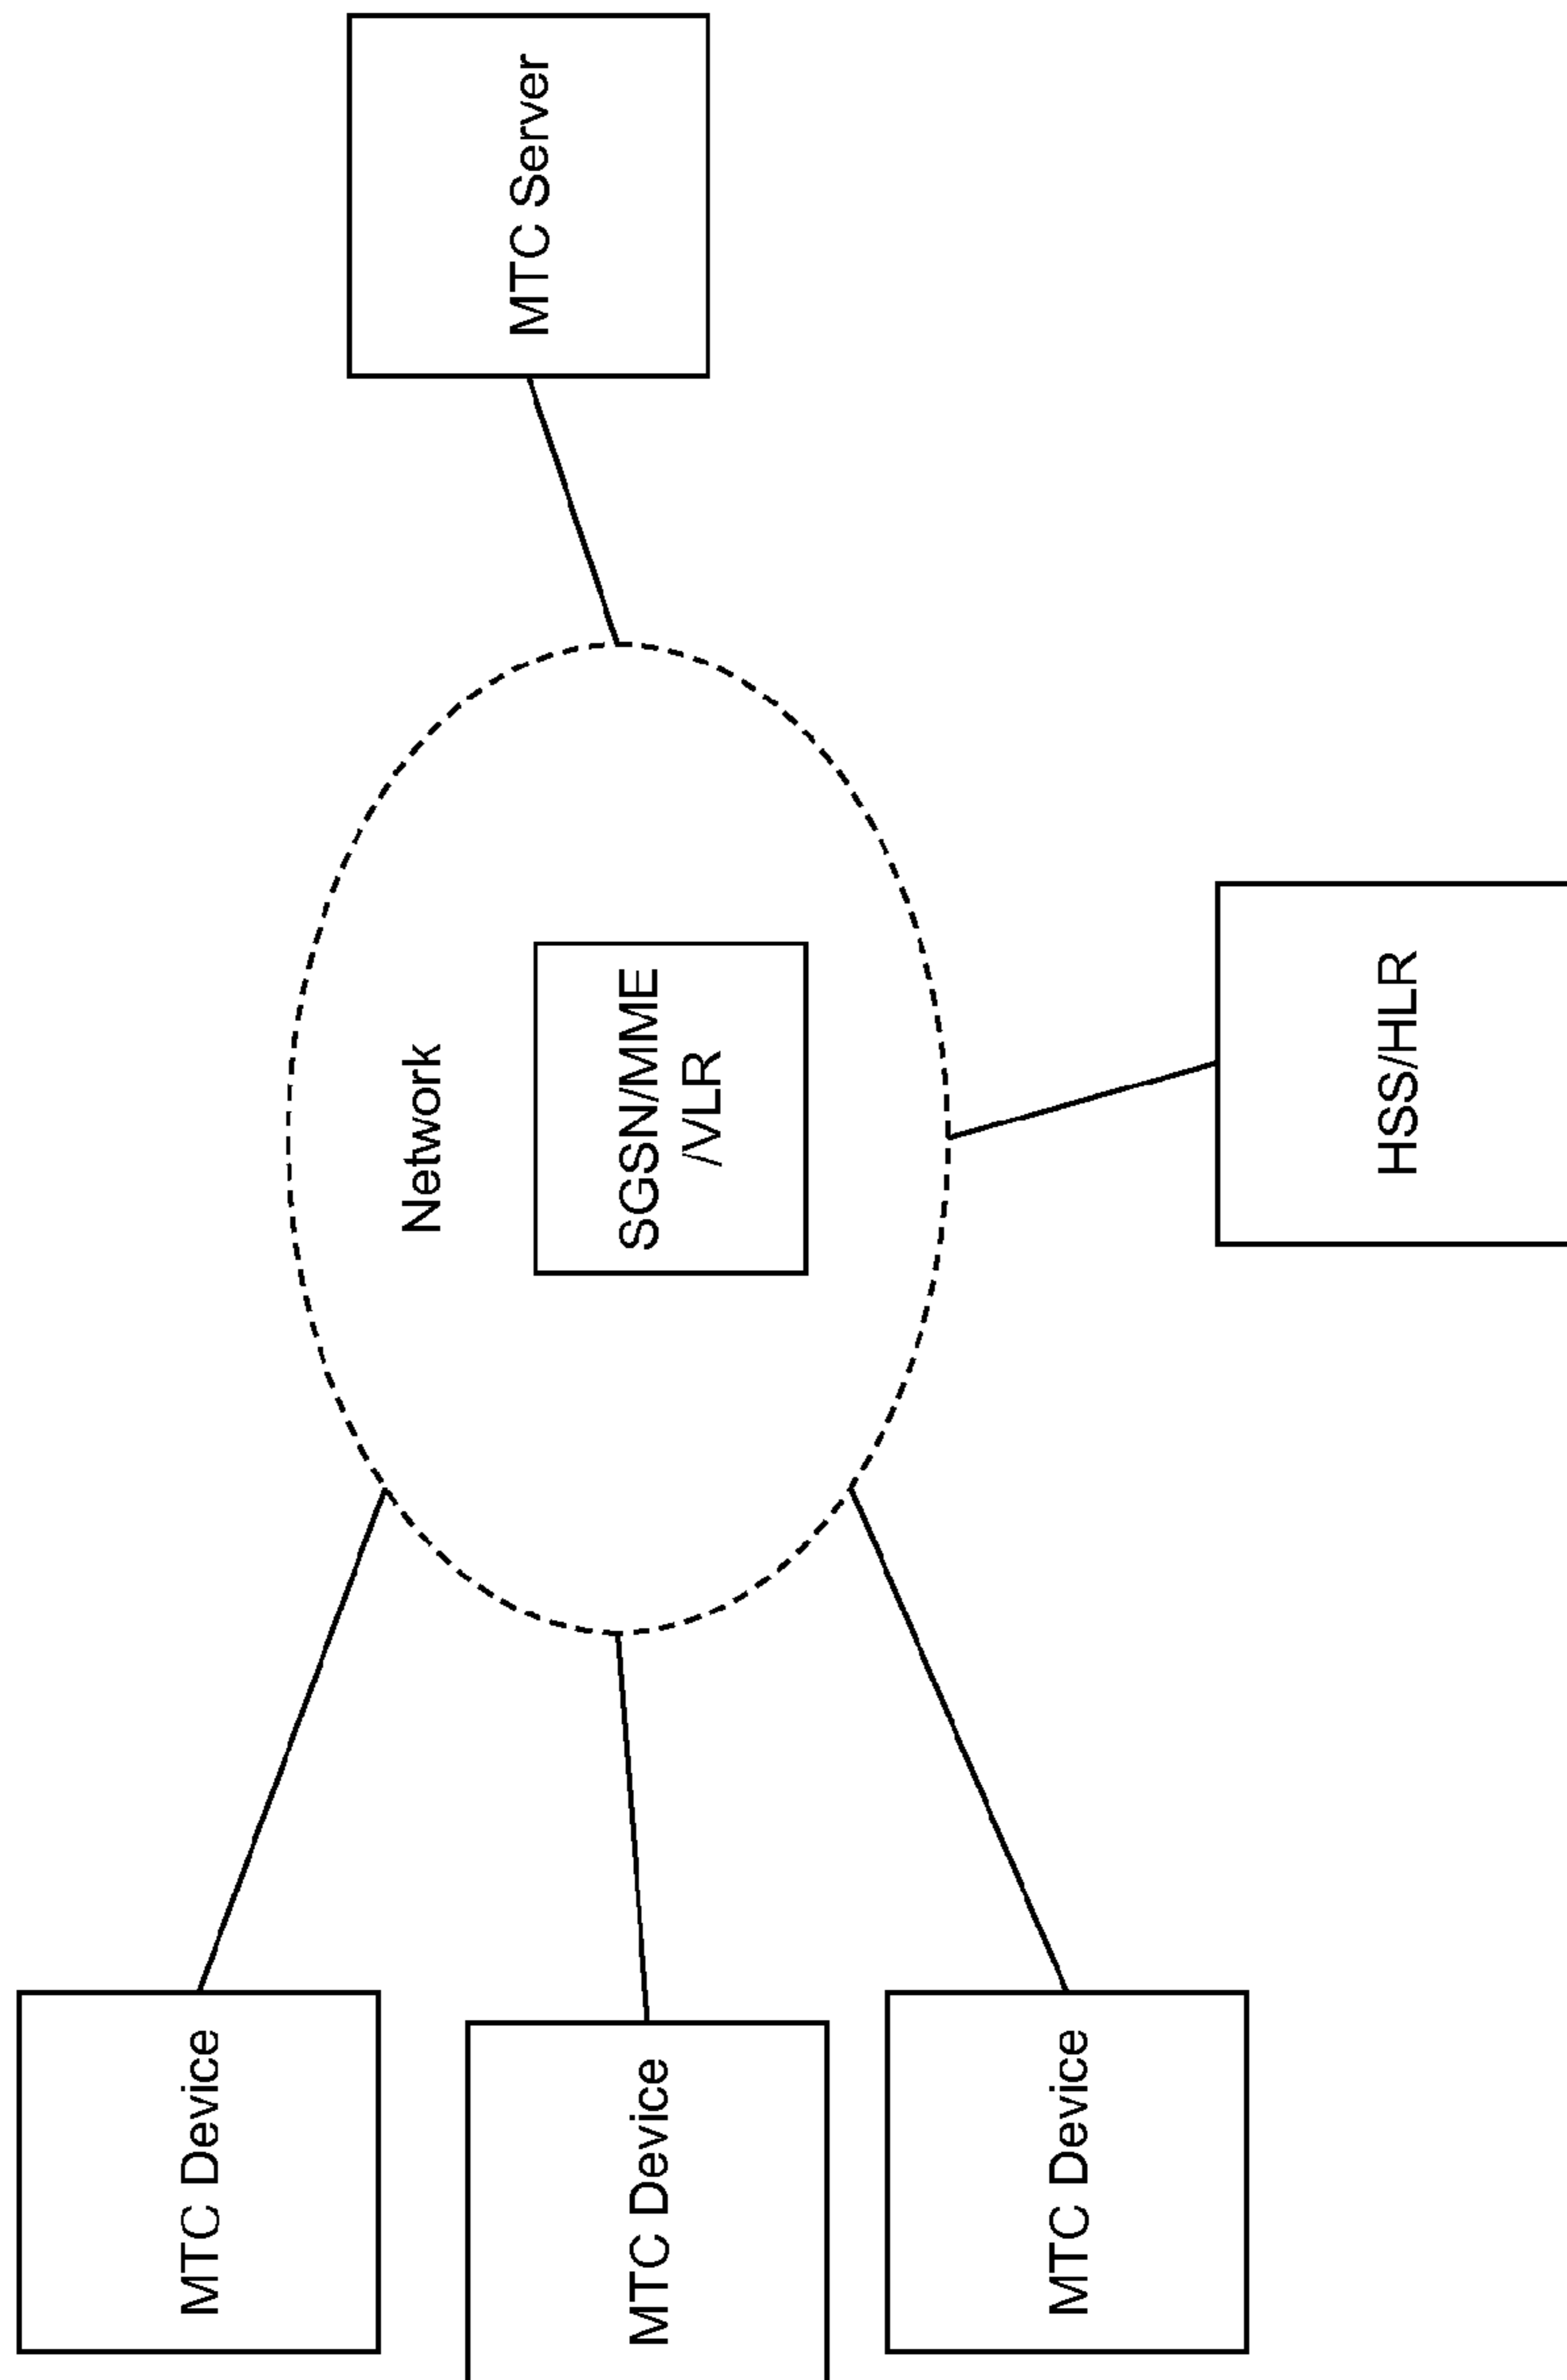 MTC Device
MTC Device
MTC Device
Network
SGSN/MME
/VLR
HSS/HLR
MTC Server